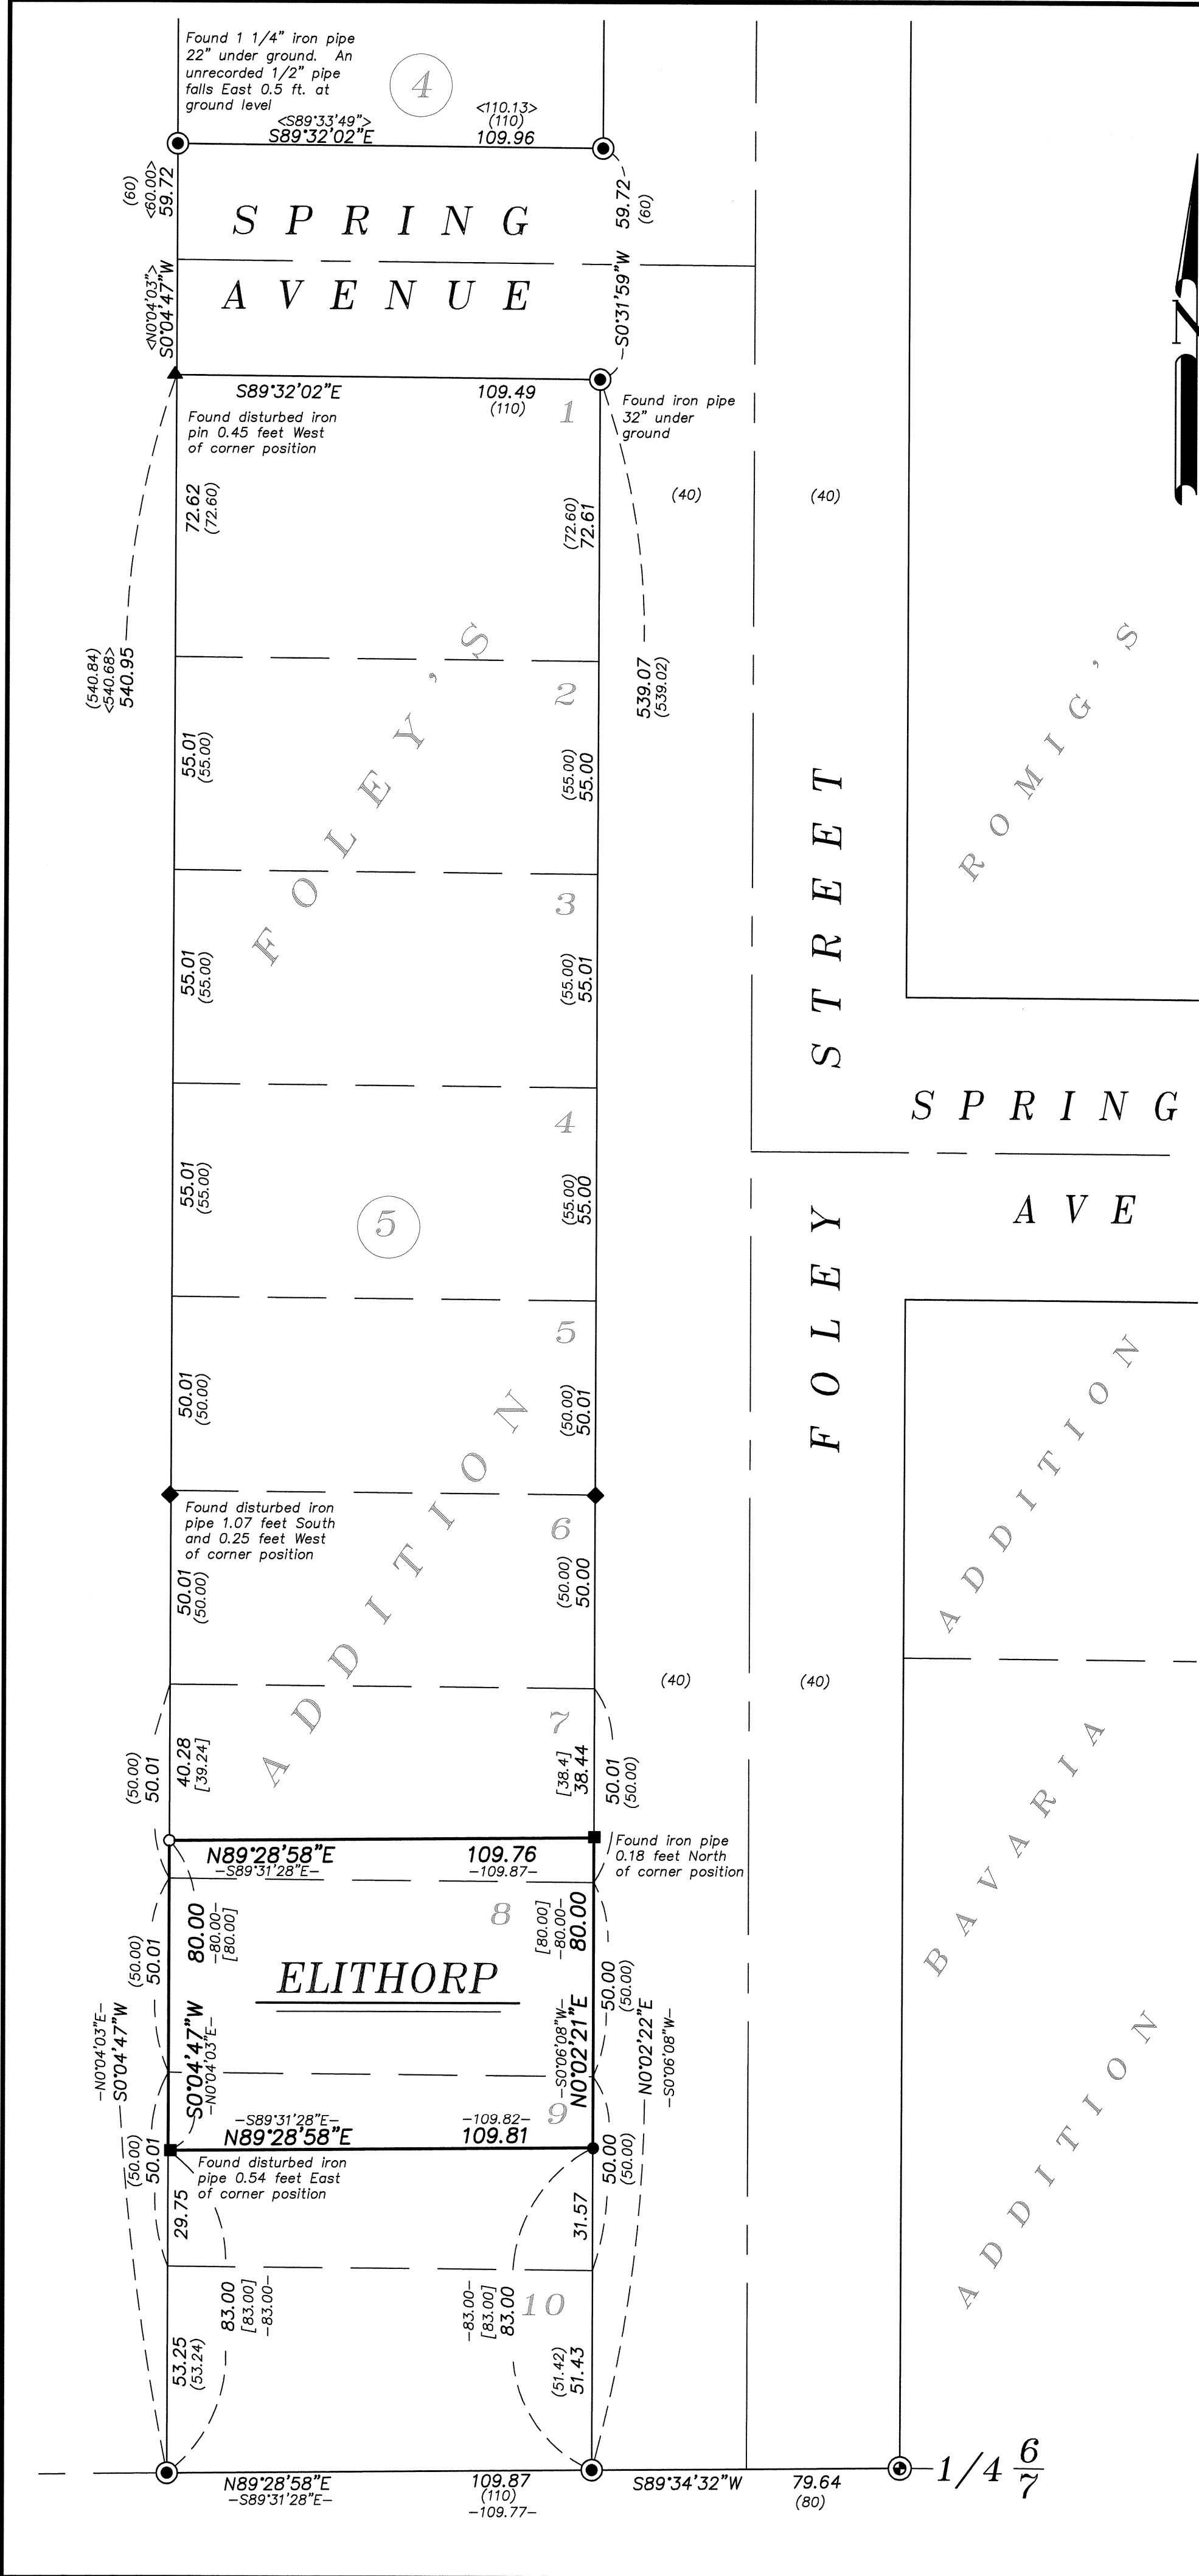 Found 1 1/4" iron pipe
22" under ground. An
unrecorded 1/2" pipe
falls East 0.5 ft. at
ground level
4
<S89°33'49"> <110.13>
(110)
S89°32'02"E 109.96
(60)
<60.00>
59.72
59.72
(60)
SPRING
AVENUE
<N0°04'03">
S0°04'47"W
S0°31'59"W
S89°32'02"E 109.49
(110)
1
Found disturbed iron
pin 0.45 feet West
of corner position
Found iron pipe
32" under
ground
72.62
(72.60)
(72.60)
72.61
(40) (40)
(540.84)
<540.68>
540.95
539.07
(539.02)
FOLEY'S
ROMIG'S
2
55.01
(55.00)
(55.00)
55.00
3
55.01
(55.00)
(55.00)
55.01
FOLEY STREET
SPRING
AVE
4
55.01
(55.00)
(55.00)
55.00
5
5
50.01
(50.00)
(50.00)
50.01
ADDITION
ADDITION
Found disturbed iron
pipe 1.07 feet South
and 0.25 feet West
of corner position
6
50.01
(50.00)
(50.00)
50.00
(40) (40)
7
(50.00)
50.01
40.28
[39.24]
[38.4]
38.44
50.01
(50.00)
BAVARIA
N89°28'58"E 109.76
-S89°31'28"E- -109.87-
Found iron pipe
0.18 feet North
of corner position
8
80.00
-80.00-
[80.00]
[80.00]
-80.00-
80.00
(50.00)
50.01
50.00
(50.00)
ELITHORP
-N0°04'03"E-
S0°04'47"W
S0°04'47"W
-N0°04'03"E-
-S0°06'08"W-
N0°02'21"E
N0°02'22"E
-S0°06'08"W-
ADDITION
-S89°31'28"E- -109.82-
N89°28'58"E 109.81
9
Found disturbed iron
pipe 0.54 feet East
of corner position
(50.00)
50.01
50.00
(50.00)
29.75
31.57
83.00
[83.00]
-83.00-
-83.00-
[83.00]
83.00
10
53.25
(53.24)
(51.42)
51.43
N89°28'58"E 109.87
-S89°31'28"E- (110)
-109.77-
S89°34'32"W 79.64
(80)
1/4 6/7
N